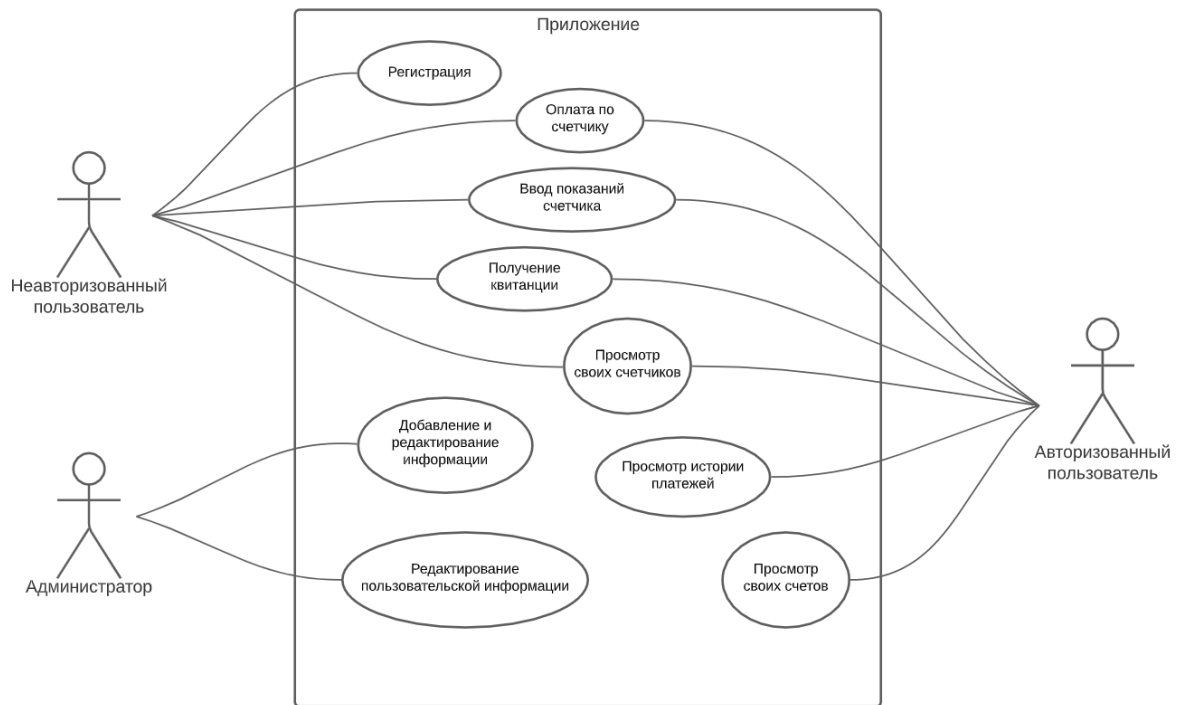 Приложение
Регистрация
Оплата по
счетчику
Ввод показаний
счетчика
Получение
квитанции
Неавторизованный
пользователь
Просмотр
своих счетчиков
Добавление и
редактирование
информации
Авторизованный
пользователь
Просмотр истории
платежей
Администратор
Редактирование
пользовательской информации
Просмотр
своих счетов